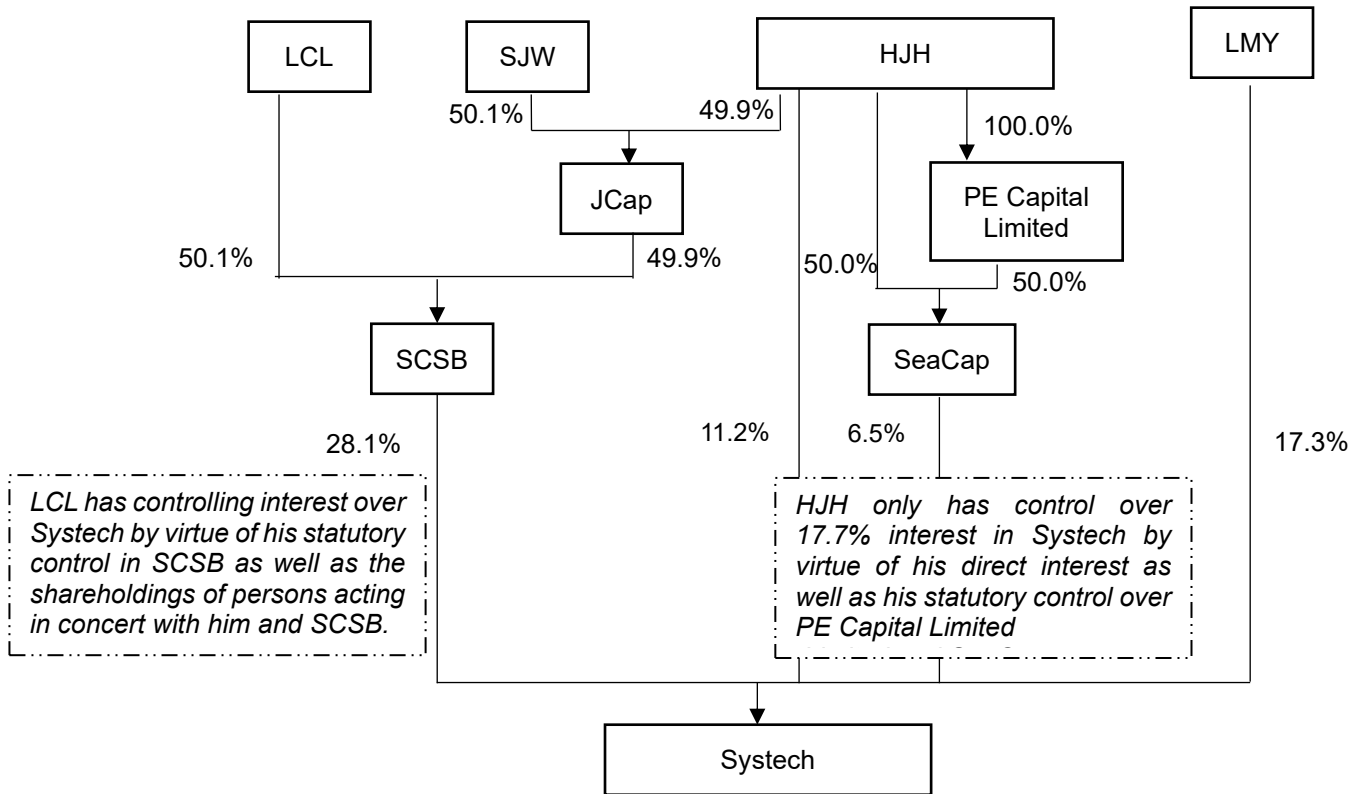 LCL
SJW
HJH
LMY
50.1%
49.9%
100.0%
JCap
PE Capital
Limited
50.1%
49.9%
50.0%
50.0%
SCSB
SeaCap
28.1%
11.2%
6.5%
17.3%
LCL has controlling interest over
Systech by virtue of his statutory
control in SCSB as well as the
shareholdings of persons acting
in concert with him and SCSB.
HJH only has control over
17.7% interest in Systech by
virtue of his direct interest as
well as his statutory control over
PE Capital Limited
Systech